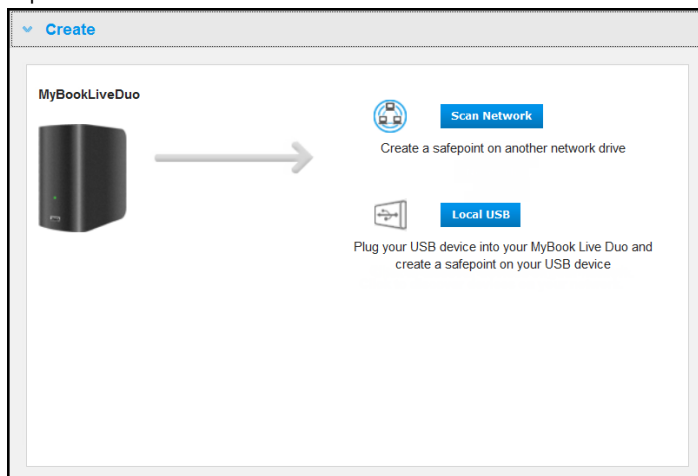 Create
MyBookLiveDuo
Scan Network
Create a safepoint on another network drive
Local USB
Plug your USB device into your MyBook Live Duo and
create a safepoint on your USB device